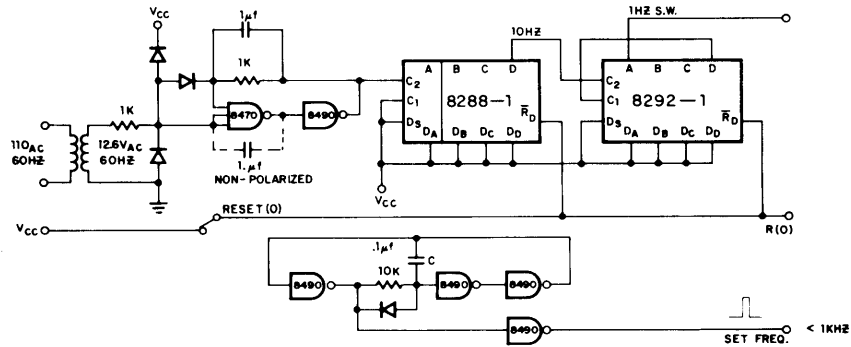 VCC
1µf
1K
8470
8490
1K
110AC
60HZ
12.6VAC
60HZ
1.µf
NON-POLARIZED
10HZ
A B C D
C2
C1
DS
8288-1
R̅D
DA DB DC DD
VCC
1HZ S.W.
A B C D
C2
C1
DS
8292-1
R̅D
DA DB DC DD
VCC
RESET(0)
R(0)
.1µf
C
8490
10K
8490
8490
8490
SET FREQ.
< 1KHZ